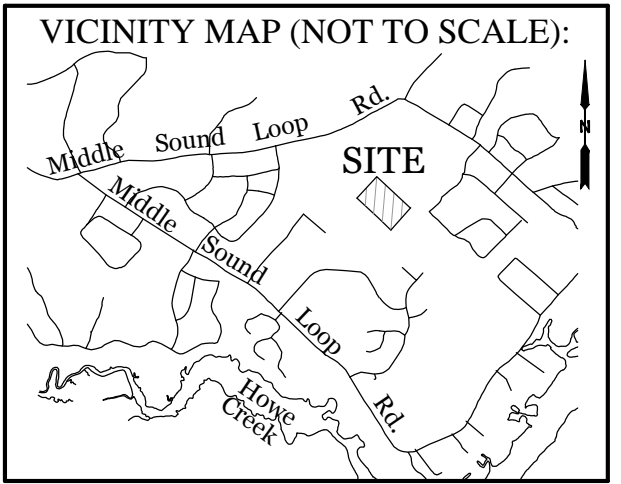 VICINITY MAP (NOT TO SCALE):
Middle Sound Loop Rd.
N
SITE
Middle Sound Loop Rd.
Howe
Creek